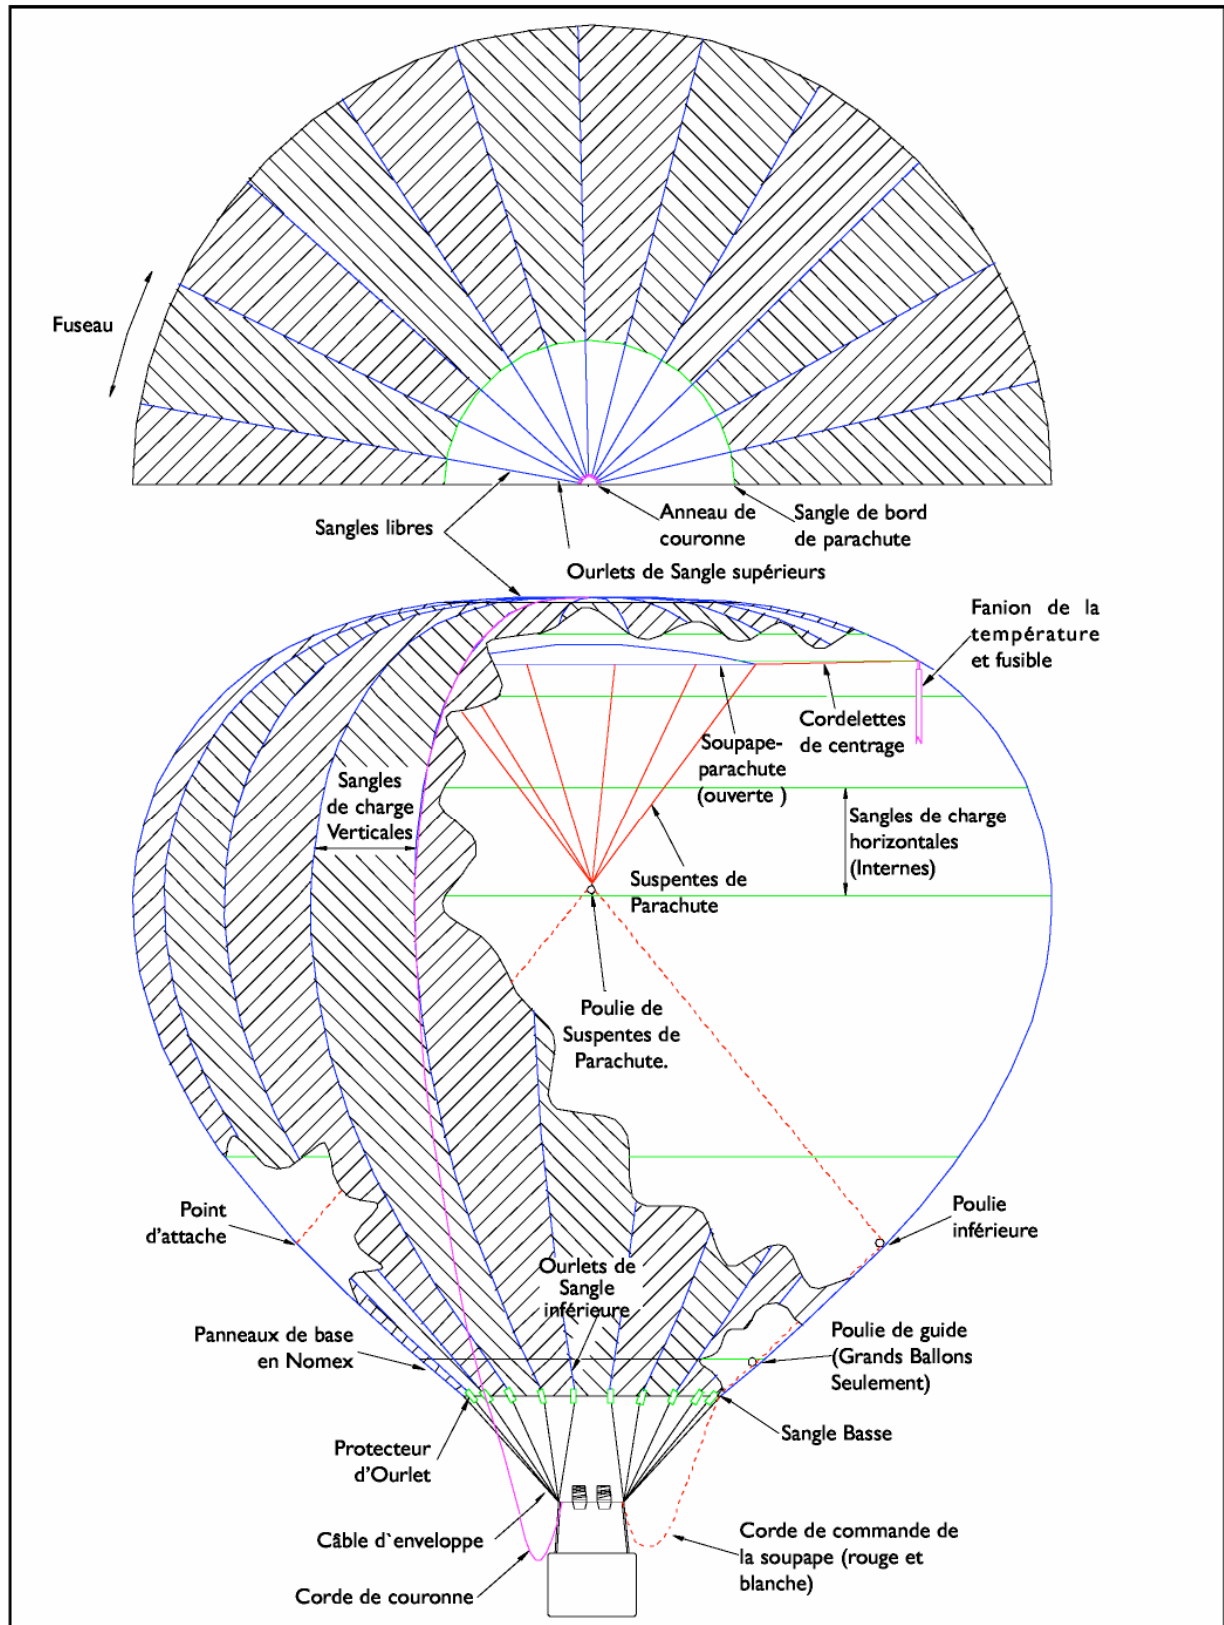 Fuseau
Sangles libres
Anneau de
couronne
Sangle de bord
de parachute
Ourlets de Sangle supérieurs
Fanion de la
température
et fusible
Cordelettes
de centrage
Soupape-
parachute
(ouverte )
Sangles
de charge
Verticales
Sangles de charge
horizontales
(Internes)
Suspentes de
Parachute
Poulie de
Suspentes de
Parachute.
Point
d'attache
Poulie
inférieure
Ourlets de
Sangle
inférieure
Panneaux de base
en Nomex
Poulie de guide
(Grands Ballons
Seulement)
Sangle Basse
Protecteur
d'Ourlet
Câble d`enveloppe
Corde de commande de
la soupape (rouge et
blanche)
Corde de couronne